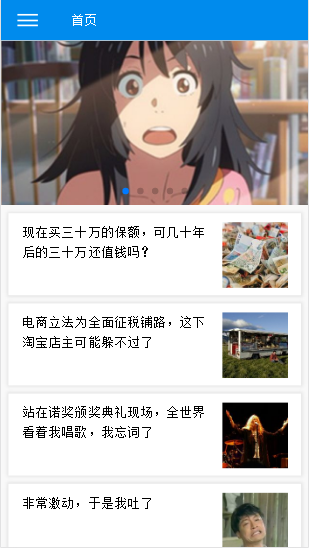 首页
现在买三十万的保额，可几十年
后的三十万还值钱吗？
电商立法为全面征税铺路，这下
淘宝店主可能躲不过了
站在诺奖颁奖典礼现场，全世界
看着我唱歌，我忘词了
非常激动，于是我吐了